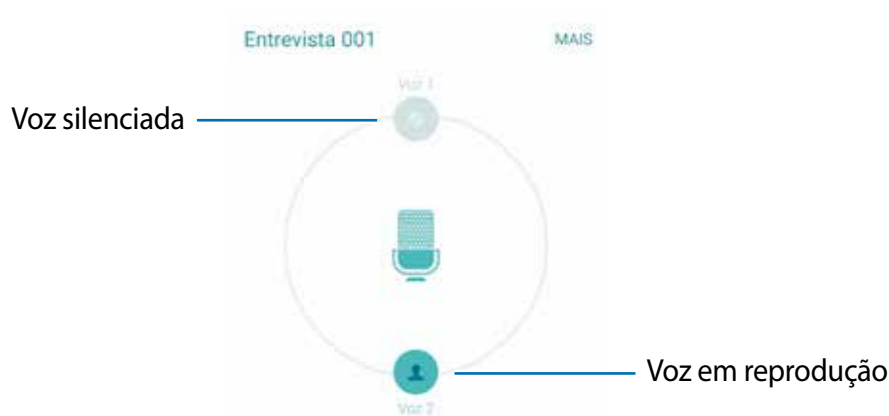 Entrevista 001 MAIS
Voz 1
Voz silenciada
Voz em reprodução
Voz 2